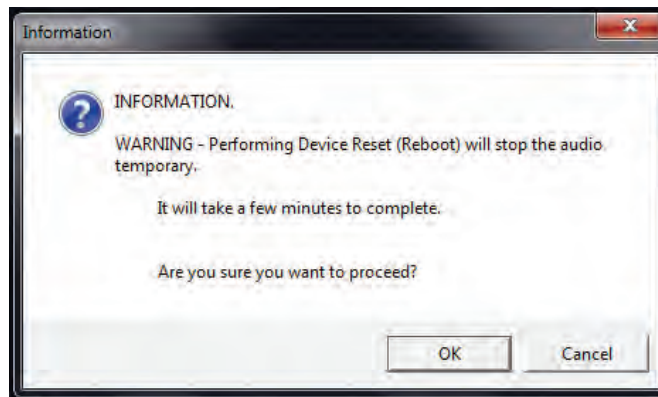 Information
INFORMATION.
WARNING - Performing Device Reset (Reboot) will stop the audio
temporary.
It will take a few minutes to complete.
Are you sure you want to proceed?
OK
Cancel